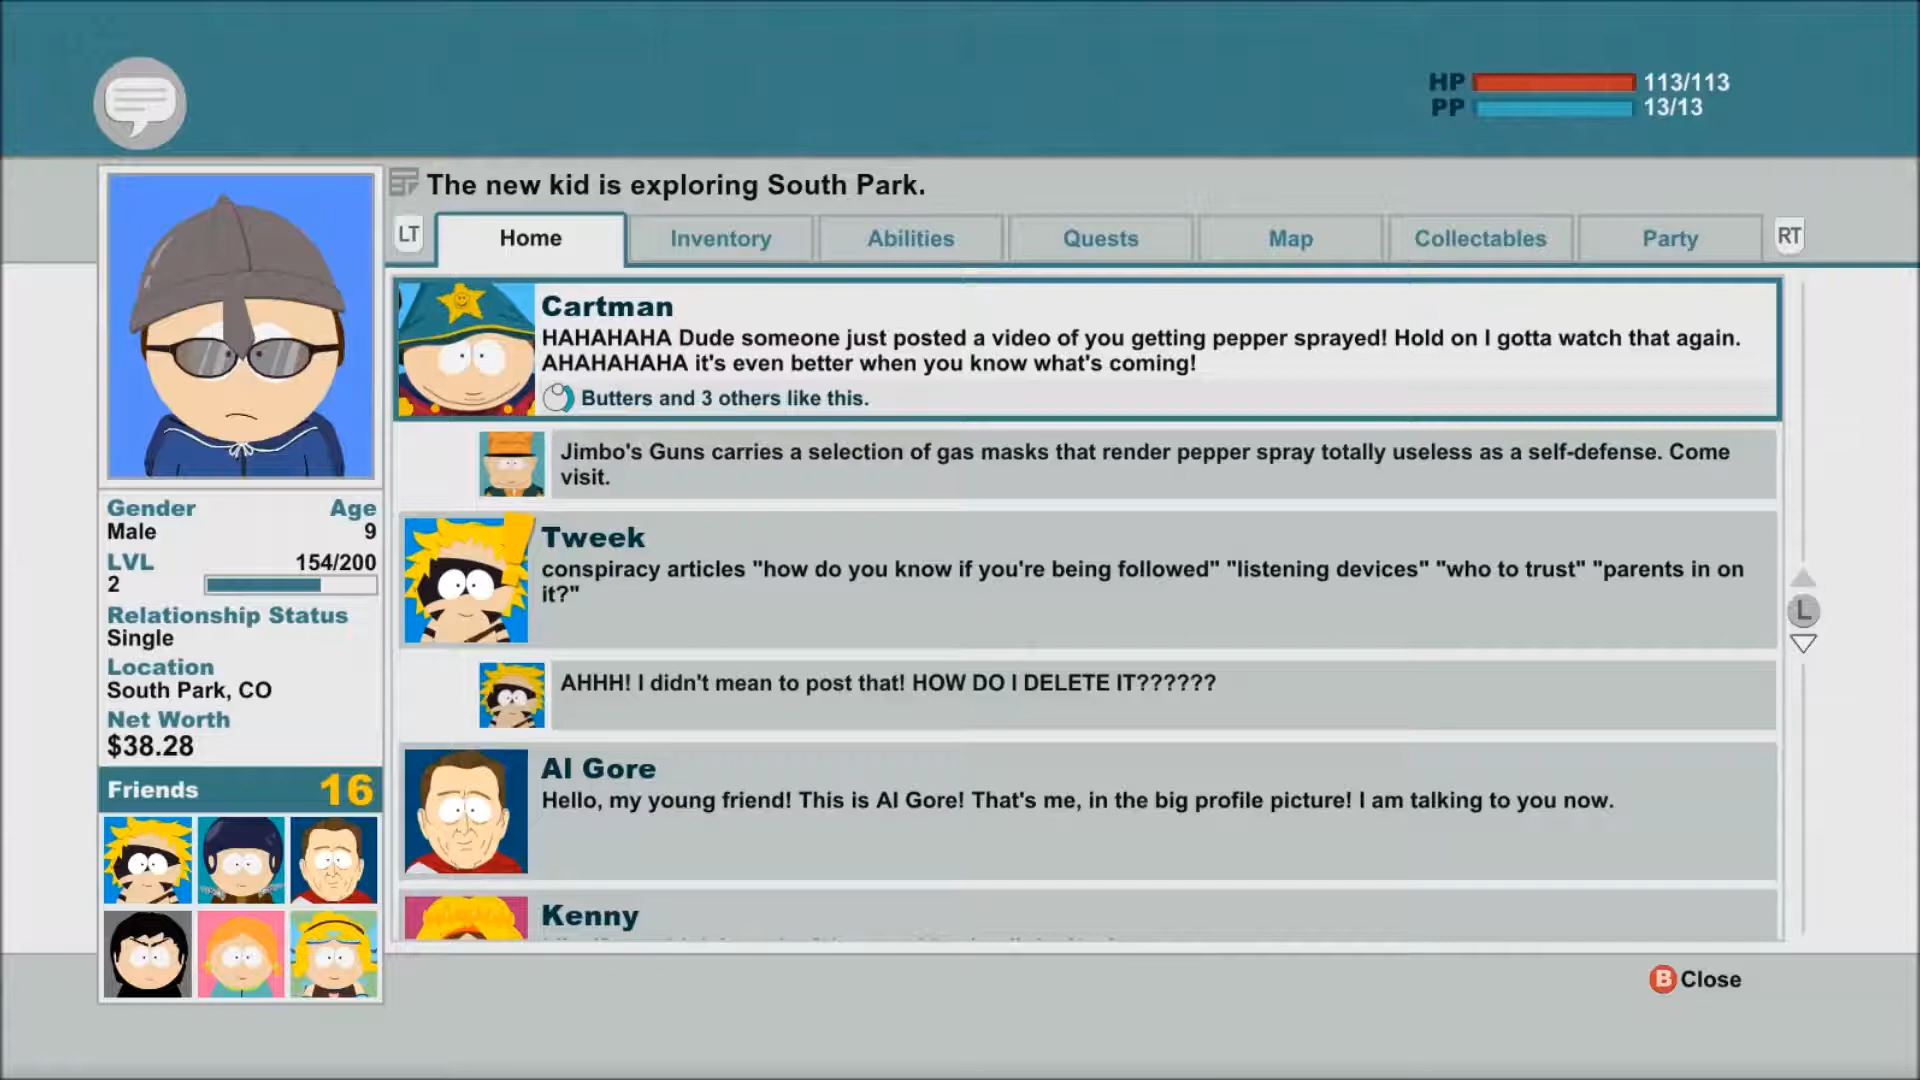 HP 113/113
PP 13/13
The new kid is exploring South Park.
LT Home Inventory Abilities Quests Map Collectables Party RT
Cartman
HAHAHAHA Dude someone just posted a video of you getting pepper sprayed! Hold on I gotta watch that again.
AHAHAHAHA it's even better when you know what's coming!
Butters and 3 others like this.
Jimbo's Guns carries a selection of gas masks that render pepper spray totally useless as a self-defense. Come
visit.
Tweek
conspiracy articles "how do you know if you're being followed" "listening devices" "who to trust" "parents in on
it?"
AHHH! I didn't mean to post that! HOW DO I DELETE IT??????
Al Gore
Hello, my young friend! This is Al Gore! That's me, in the big profile picture! I am talking to you now.
Kenny
Gender Age
Male 9
LVL 154/200
2
Relationship Status
Single
Location
South Park, CO
Net Worth
$38.28
Friends 16
L
B Close